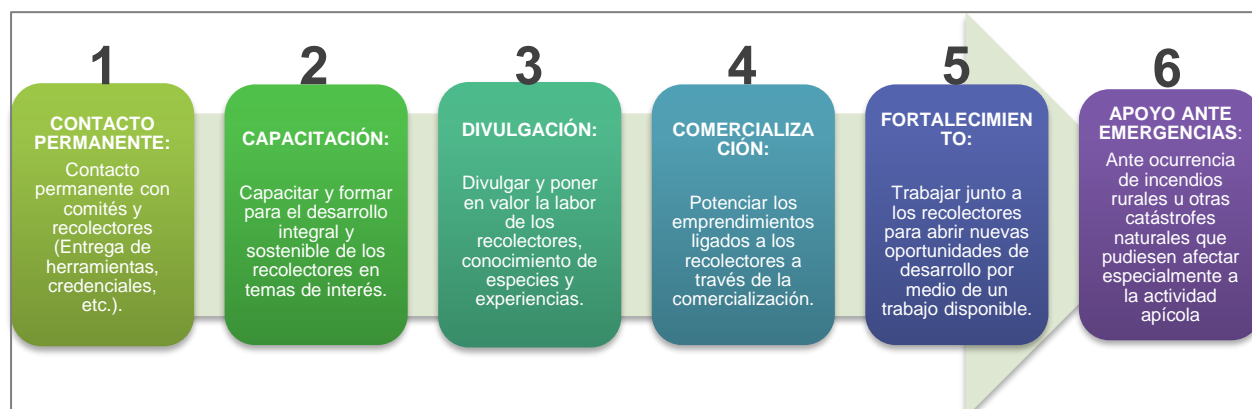 1
CONTACTO
PERMANENTE:
Contacto
permanente con
comités y
recolectores
(Entrega de
herramientas,
credenciales,
etc.).
2
CAPACITACIÓN:
Capacitar y formar
para el desarrollo
integral y
sostenible de los
recolectores en
temas de interés.
3
DIVULGACIÓN:
Divulgar y poner
en valor la labor
de los
recolectores,
conocimiento de
especies y
experiencias.
4
COMERCIALIZA
CIÓN:
Potenciar los
emprendimientos
ligados a los
recolectores a
través de la
comercialización.
5
FORTALECIMIEN
TO:
Trabajar junto a
los recolectores
para abrir nuevas
oportunidades de
desarrollo por
medio de un
trabajo disponible.
6
APOYO ANTE
EMERGENCIAS:
Ante ocurrencia
de incendios
rurales u otras
catástrofes
naturales que
pudiesen afectar
especialmente a
la actividad
apícola